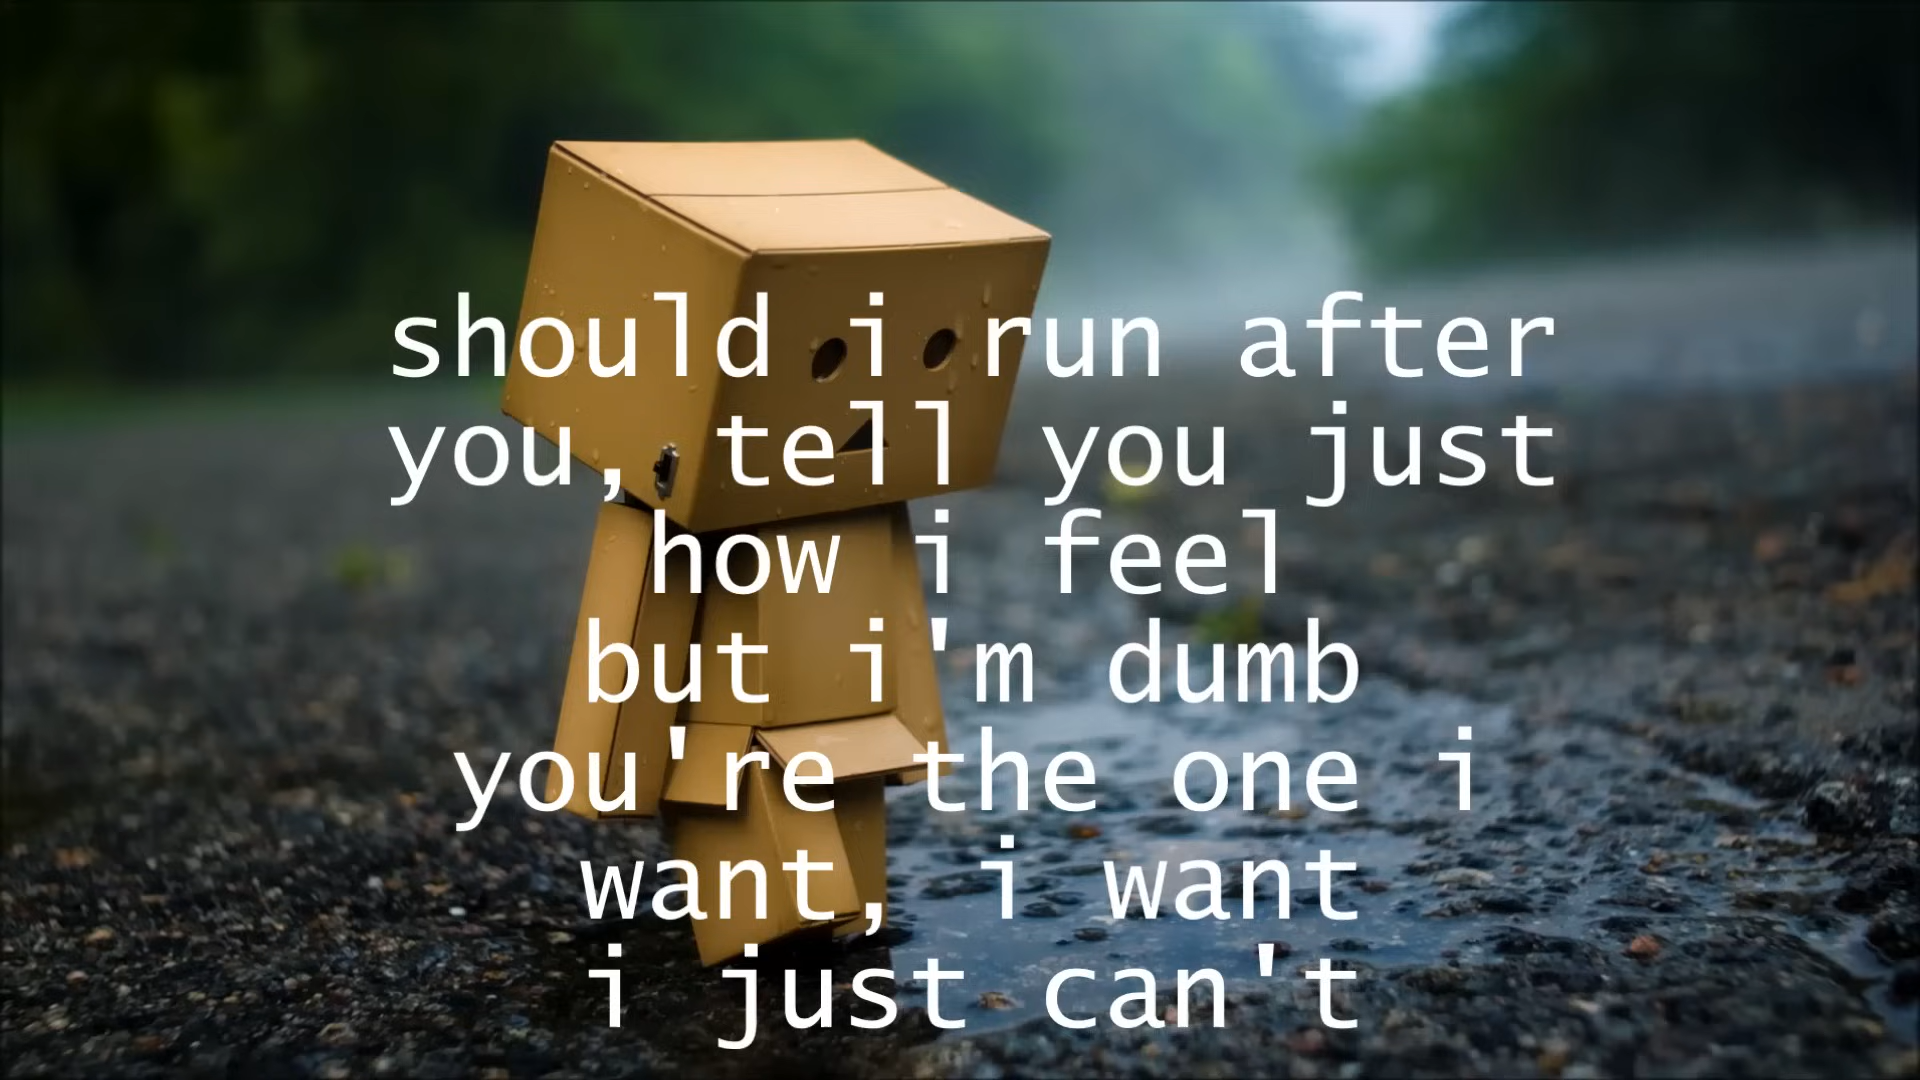 should i run after
you, tell you just
how i feel
but i'm dumb
you're the one i
want, i want
i just can't